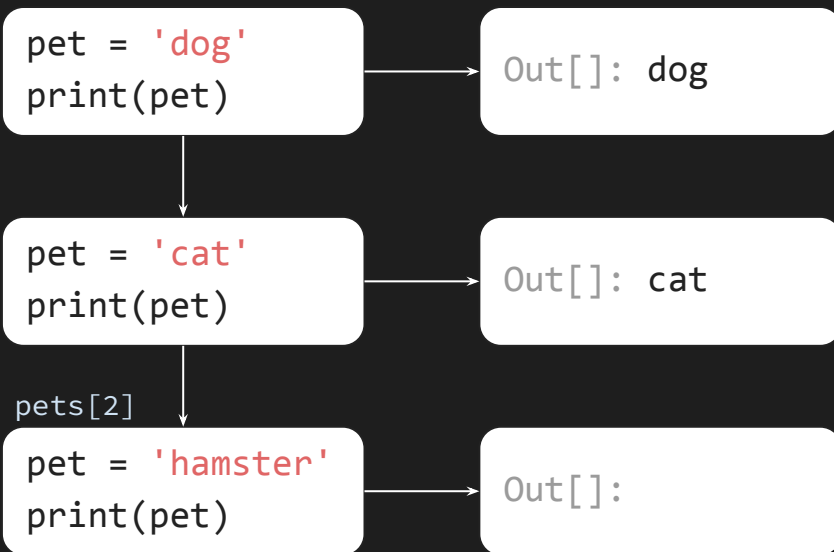 pet = 'dog'
print(pet)
Out[]: dog
pet = 'cat'
print(pet)
Out[]: cat
pets[2]
pet = 'hamster'
print(pet)
Out[]: